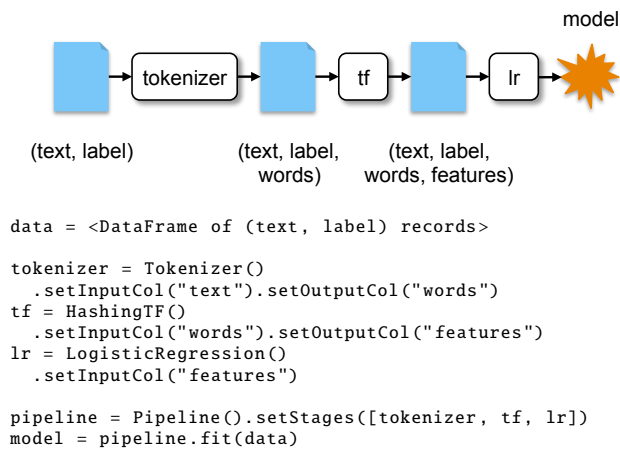 model
tokenizer
tf
lr
(text, label)
(text, label,
words)
(text, label,
words, features)
data = <DataFrame of (text, label) records>
tokenizer = Tokenizer()
  .setInputCol("text").setOutputCol("words")
tf = HashingTF()
  .setInputCol("words").setOutputCol("features")
lr = LogisticRegression()
  .setInputCol("features")
pipeline = Pipeline().setStages([tokenizer, tf, lr])
model = pipeline.fit(data)